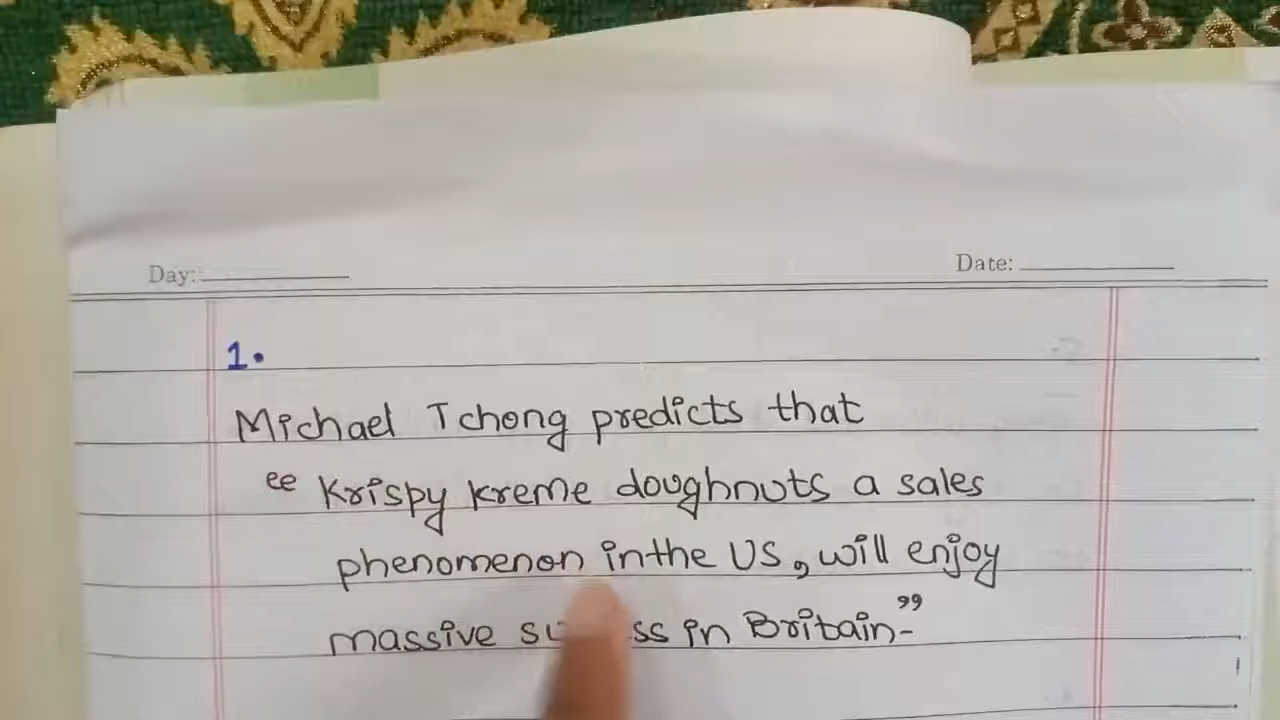 Day:
Date:
1.
Michael Tchong predicts that
“ Krispy Kreme doughnuts a sales
phenomenon in the US, will enjoy
massive in Britain-”